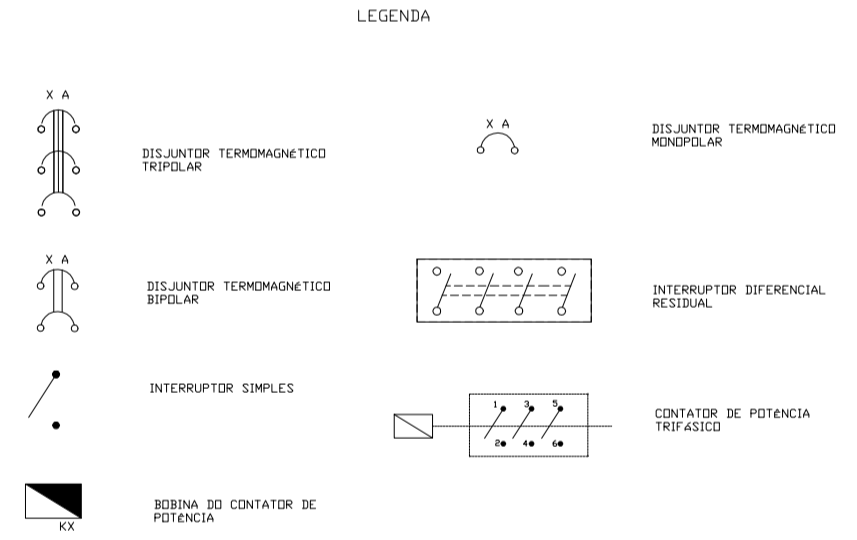 LEGENDA
X A
DISJUNTOR TERMOMAGNÉTICO
TRIPOLAR
X A
DISJUNTOR TERMOMAGNÉTICO
BIPOLAR
INTERRUPTOR SIMPLES
KX
BOBINA DO CONTATOR DE
POTÊNCIA
X A
DISJUNTOR TERMOMAGNÉTICO
MONOPOLAR
INTERRUPTOR DIFERENCIAL
RESIDUAL
1 3 5
2 4 6
CONTATOR DE POTÊNCIA
TRIFÁSICO